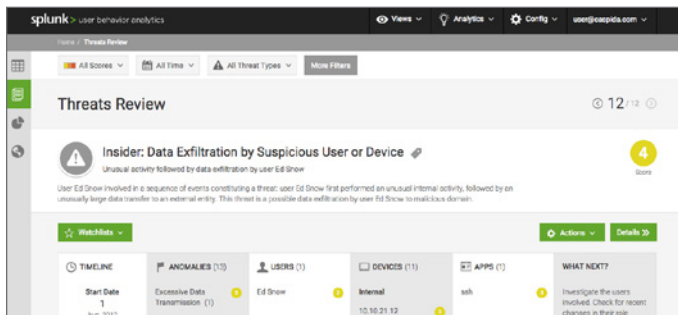 splunk> user behavior analytics
Views
Analytics
Config
user@caspida.com
Home / Threats Review
All Scores
All Time
All Threat Types
More Filters
Threats Review
12/12
Insider: Data Exfiltration by Suspicious User or Device
Unusual activity followed by data exfiltration by user Ed Snow
4
Score
User Ed Snow involved in a sequence of events constituting a threat: user Ed Snow first performed an unusual internal activity, followed by an
unusually large data transfer to an external entity. This threat is a possible data exfiltration by user Ed Snow to malicious domain.
Watchlists
Actions
Details
TIMELINE
ANOMALIES (13)
USERS (1)
DEVICES (11)
APPS (1)
WHAT NEXT?
Start Date
1
Excessive Data
Transmission (1)
Ed Snow
Internal
10.10.21.12
ssh
Investigate the users
involved. Check for recent
changes in their role